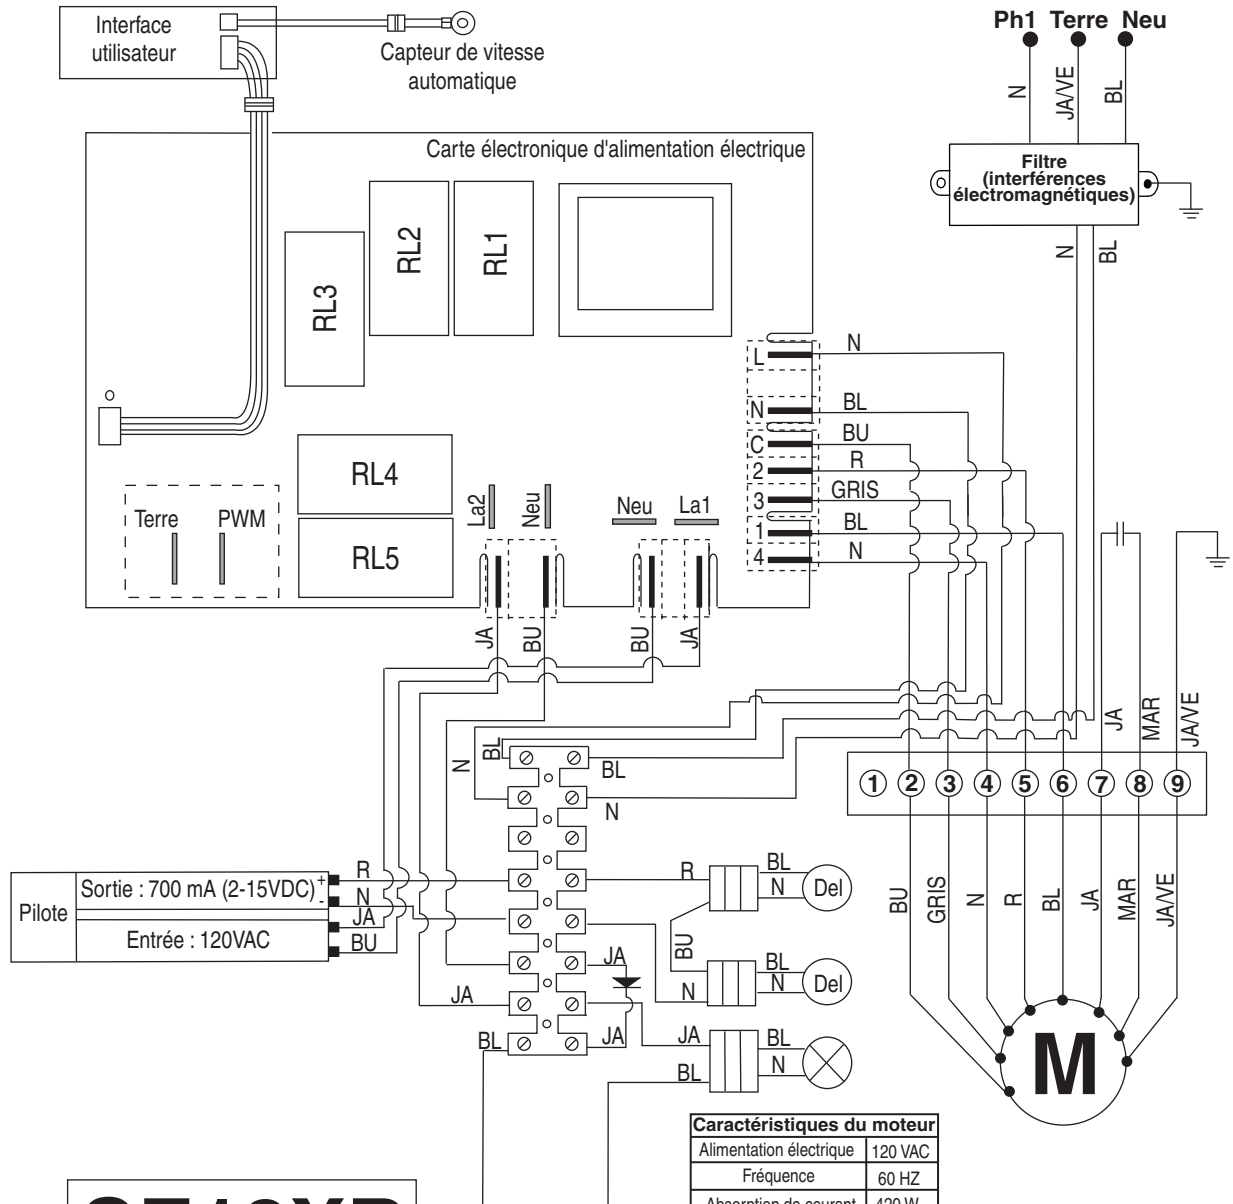 Interface
utilisateur
Capteur de vitesse
automatique
Ph1 Terre Neu
N
JA/VE
BL
Filtre
(interférences
électromagnétiques)
N
BL
Carte électronique d'alimentation électrique
RL3
RL2
RL1
RL4
RL5
Terre
PWM
La2
Neu
Neu
La1
L
N
C
2
3
1
4
N
BL
BU
R
GRIS
BL
N
JA
BU
BU
JA
JA
MAR
JA/VE
N
BL
BL
N
1 2 3 4 5 6 7 8 9
Pilote
Sortie : 700 mA (2-15VDC)
+
-
Entrée : 120VAC
R
N
JA
BU
R
BL
N
Del
BU
N
BL
N
Del
JA
JA
JA
BL
JA
BL
BL
N
BU
GRIS
N
R
BL
JA
MAR
JA/VE
M
Caractéristiques du moteur
Alimentation électrique 120 VAC
Fréquence 60 HZ
Absorption de courant 420 W